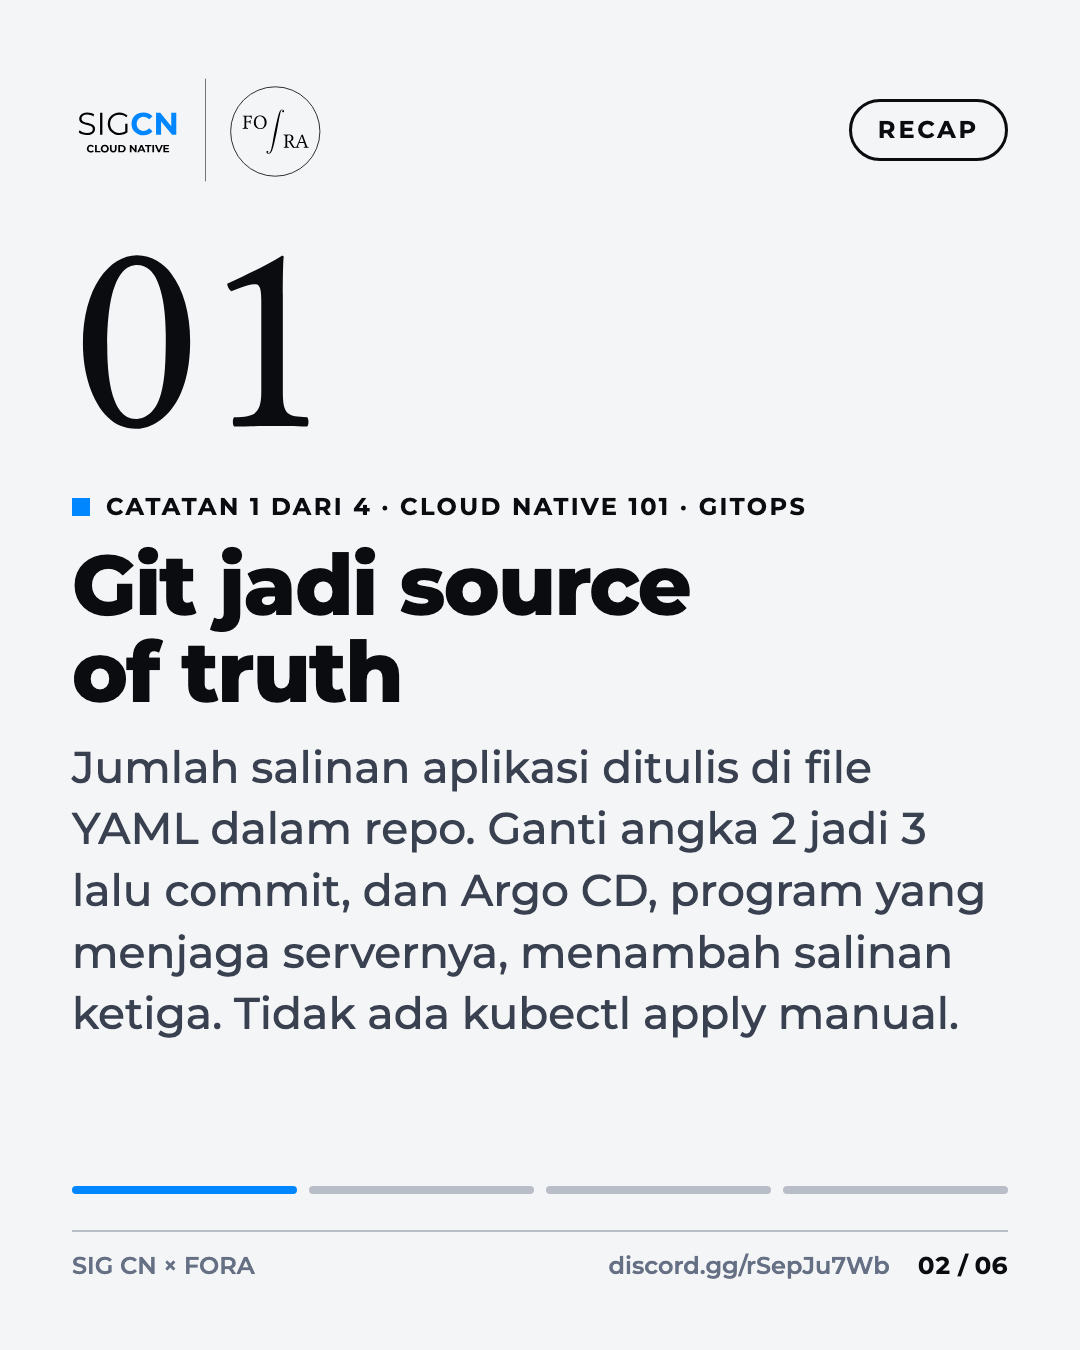 SIGCN
CLOUD NATIVE
FO RA
RECAP
01
CATATAN 1 DARI 4 · CLOUD NATIVE 101 · GITOPS
Git jadi source
of truth
Jumlah salinan aplikasi ditulis di file
YAML dalam repo. Ganti angka 2 jadi 3
lalu commit, dan Argo CD, program yang
menjaga servernya, menambah salinan
ketiga. Tidak ada kubectl apply manual.
SIG CN × FORA
discord.gg/rSepJu7Wb
02 / 06